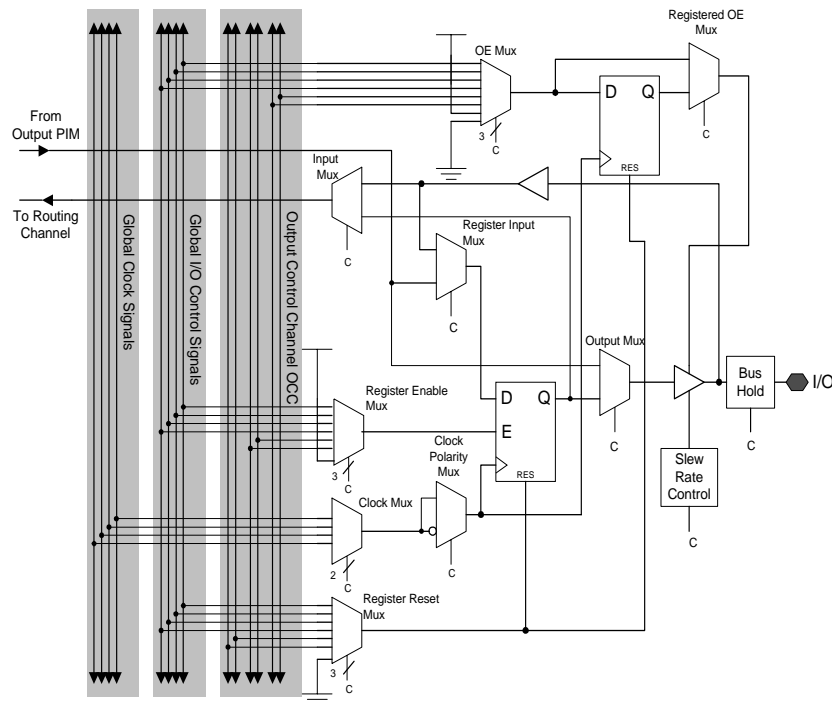 Registered OE
Mux
OE Mux
D Q
RES
3
C
C
From
Output PIM
Input
Mux
To Routing
Channel
C
Register Input
Mux
C
Global Clock Signals
Global I/O Control Signals
Output Control Channel OCC
Output Mux
C
Bus
Hold
I/O
C
Slew
Rate
Control
C
Register Enable
Mux
3
C
D Q
E
RES
Clock
Polarity
Mux
C
Clock Mux
2
C
Register Reset
Mux
3
C